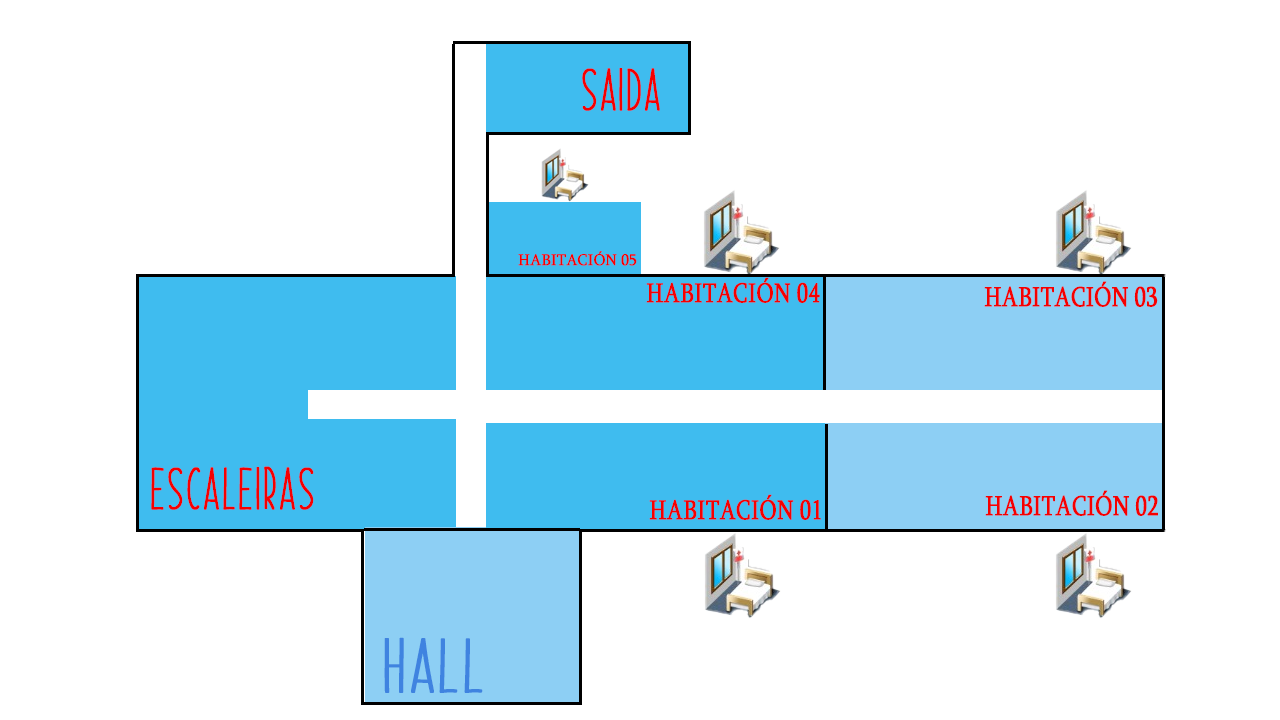 SAIDA
HABITACIÓN 05
HABITACIÓN 04
HABITACIÓN 03
ESCALEIRAS
HABITACIÓN 01
HABITACIÓN 02
HALL